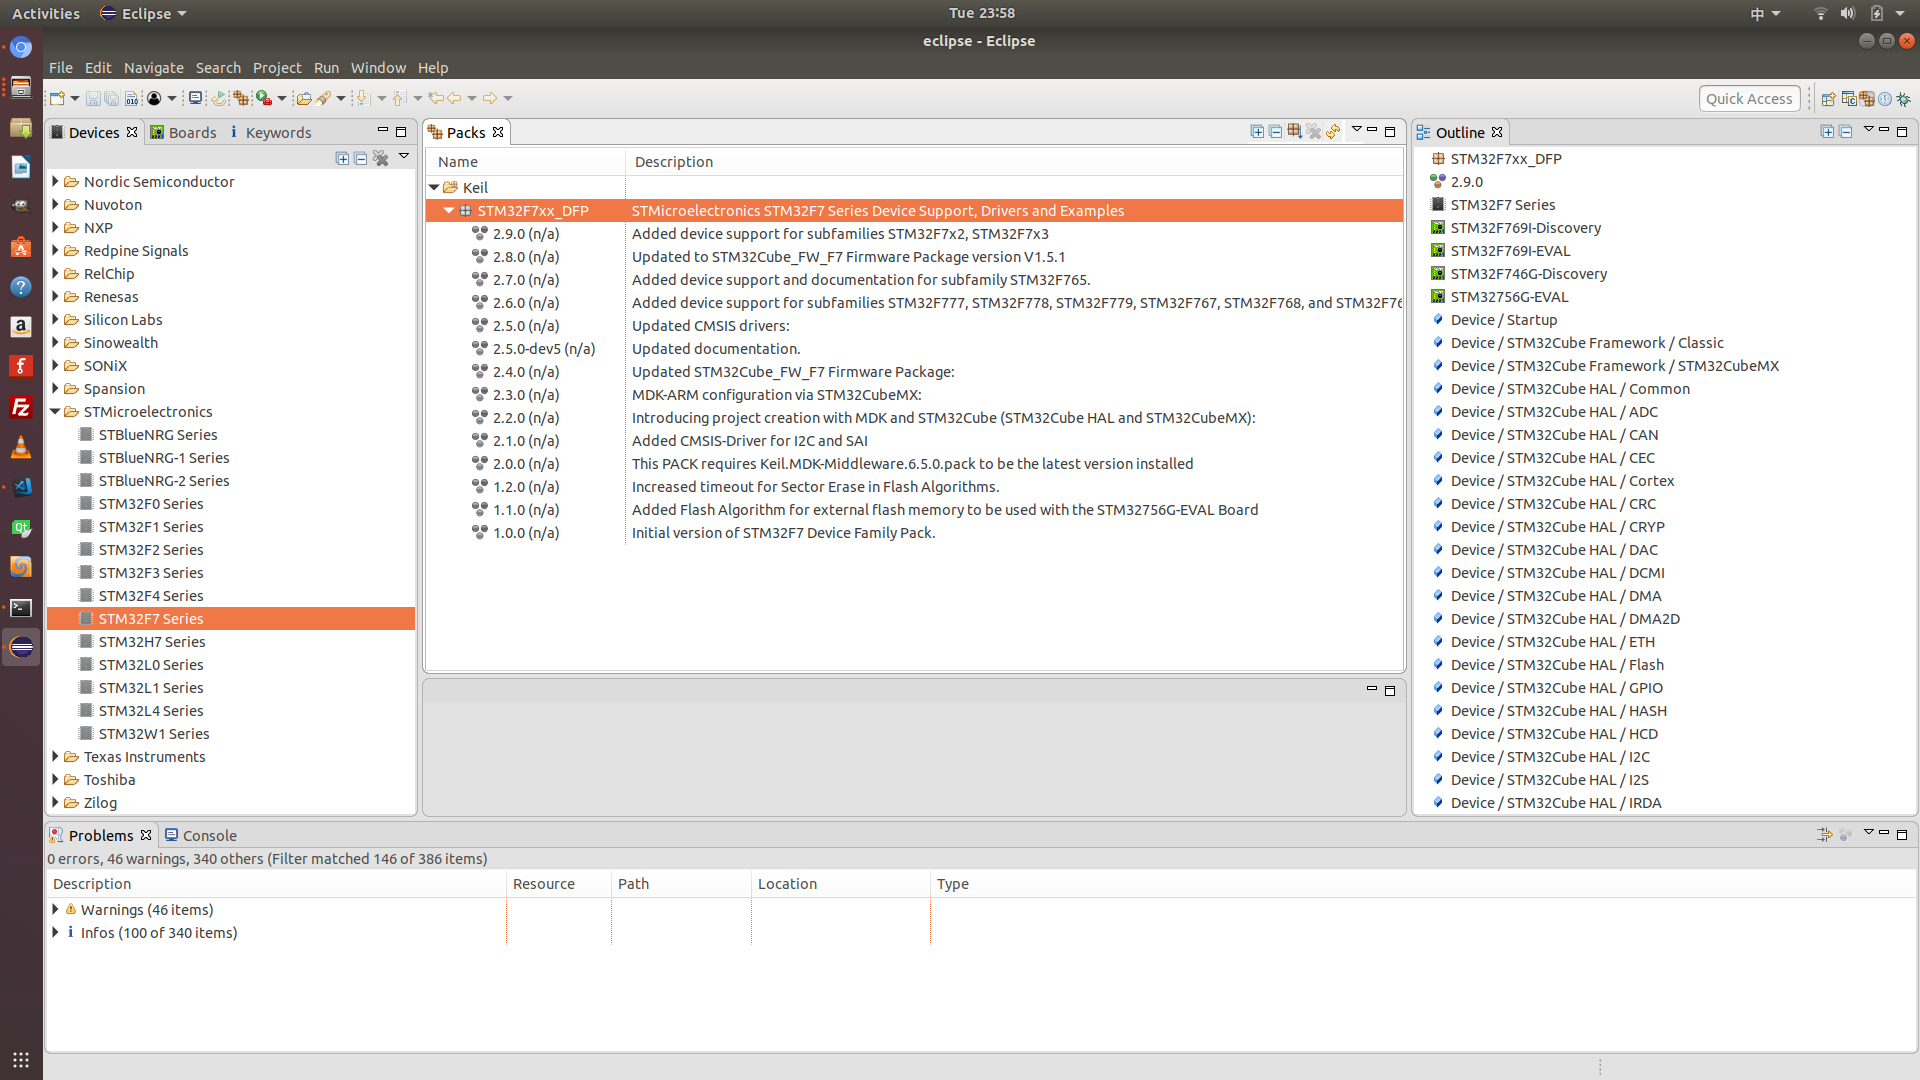 Activities Eclipse Tue 23:58 中
eclipse - Eclipse
File Edit Navigate Search Project Run Window Help
Quick Access
Devices Boards Keywords
Nordic Semiconductor
Nuvoton
NXP
Redpine Signals
RelChip
Renesas
Silicon Labs
Sinowealth
SONiX
Spansion
STMicroelectronics
STBlueNRG Series
STBlueNRG-1 Series
STBlueNRG-2 Series
STM32F0 Series
STM32F1 Series
STM32F2 Series
STM32F3 Series
STM32F4 Series
STM32F7 Series
STM32H7 Series
STM32L0 Series
STM32L1 Series
STM32L4 Series
STM32W1 Series
Texas Instruments
Toshiba
Zilog
Packs
Name Description
Keil
STM32F7xx_DFP STMicroelectronics STM32F7 Series Device Support, Drivers and Examples
2.9.0 (n/a) Added device support for subfamilies STM32F7x2, STM32F7x3
2.8.0 (n/a) Updated to STM32Cube_FW_F7 Firmware Package version V1.5.1
2.7.0 (n/a) Added device support and documentation for subfamily STM32F765.
2.6.0 (n/a) Added device support for subfamilies STM32F777, STM32F778, STM32F779, STM32F767, STM32F768, and STM32F76
2.5.0 (n/a) Updated CMSIS drivers:
2.5.0-dev5 (n/a) Updated documentation.
2.4.0 (n/a) Updated STM32Cube_FW_F7 Firmware Package:
2.3.0 (n/a) MDK-ARM configuration via STM32CubeMX:
2.2.0 (n/a) Introducing project creation with MDK and STM32Cube (STM32Cube HAL and STM32CubeMX):
2.1.0 (n/a) Added CMSIS-Driver for I2C and SAI
2.0.0 (n/a) This PACK requires Keil.MDK-Middleware.6.5.0.pack to be the latest version installed
1.2.0 (n/a) Increased timeout for Sector Erase in Flash Algorithms.
1.1.0 (n/a) Added Flash Algorithm for external flash memory to be used with the STM32756G-EVAL Board
1.0.0 (n/a) Initial version of STM32F7 Device Family Pack.
Outline
STM32F7xx_DFP
2.9.0
STM32F7 Series
STM32F769I-Discovery
STM32F769I-EVAL
STM32F746G-Discovery
STM32756G-EVAL
Device / Startup
Device / STM32Cube Framework / Classic
Device / STM32Cube Framework / STM32CubeMX
Device / STM32Cube HAL / Common
Device / STM32Cube HAL / ADC
Device / STM32Cube HAL / CAN
Device / STM32Cube HAL / CEC
Device / STM32Cube HAL / Cortex
Device / STM32Cube HAL / CRC
Device / STM32Cube HAL / CRYP
Device / STM32Cube HAL / DAC
Device / STM32Cube HAL / DCMI
Device / STM32Cube HAL / DMA
Device / STM32Cube HAL / DMA2D
Device / STM32Cube HAL / ETH
Device / STM32Cube HAL / Flash
Device / STM32Cube HAL / GPIO
Device / STM32Cube HAL / HASH
Device / STM32Cube HAL / HCD
Device / STM32Cube HAL / I2C
Device / STM32Cube HAL / I2S
Device / STM32Cube HAL / IRDA
Problems Console
0 errors, 46 warnings, 340 others (Filter matched 146 of 386 items)
Description Resource Path Location Type
Warnings (46 items)
Infos (100 of 340 items)